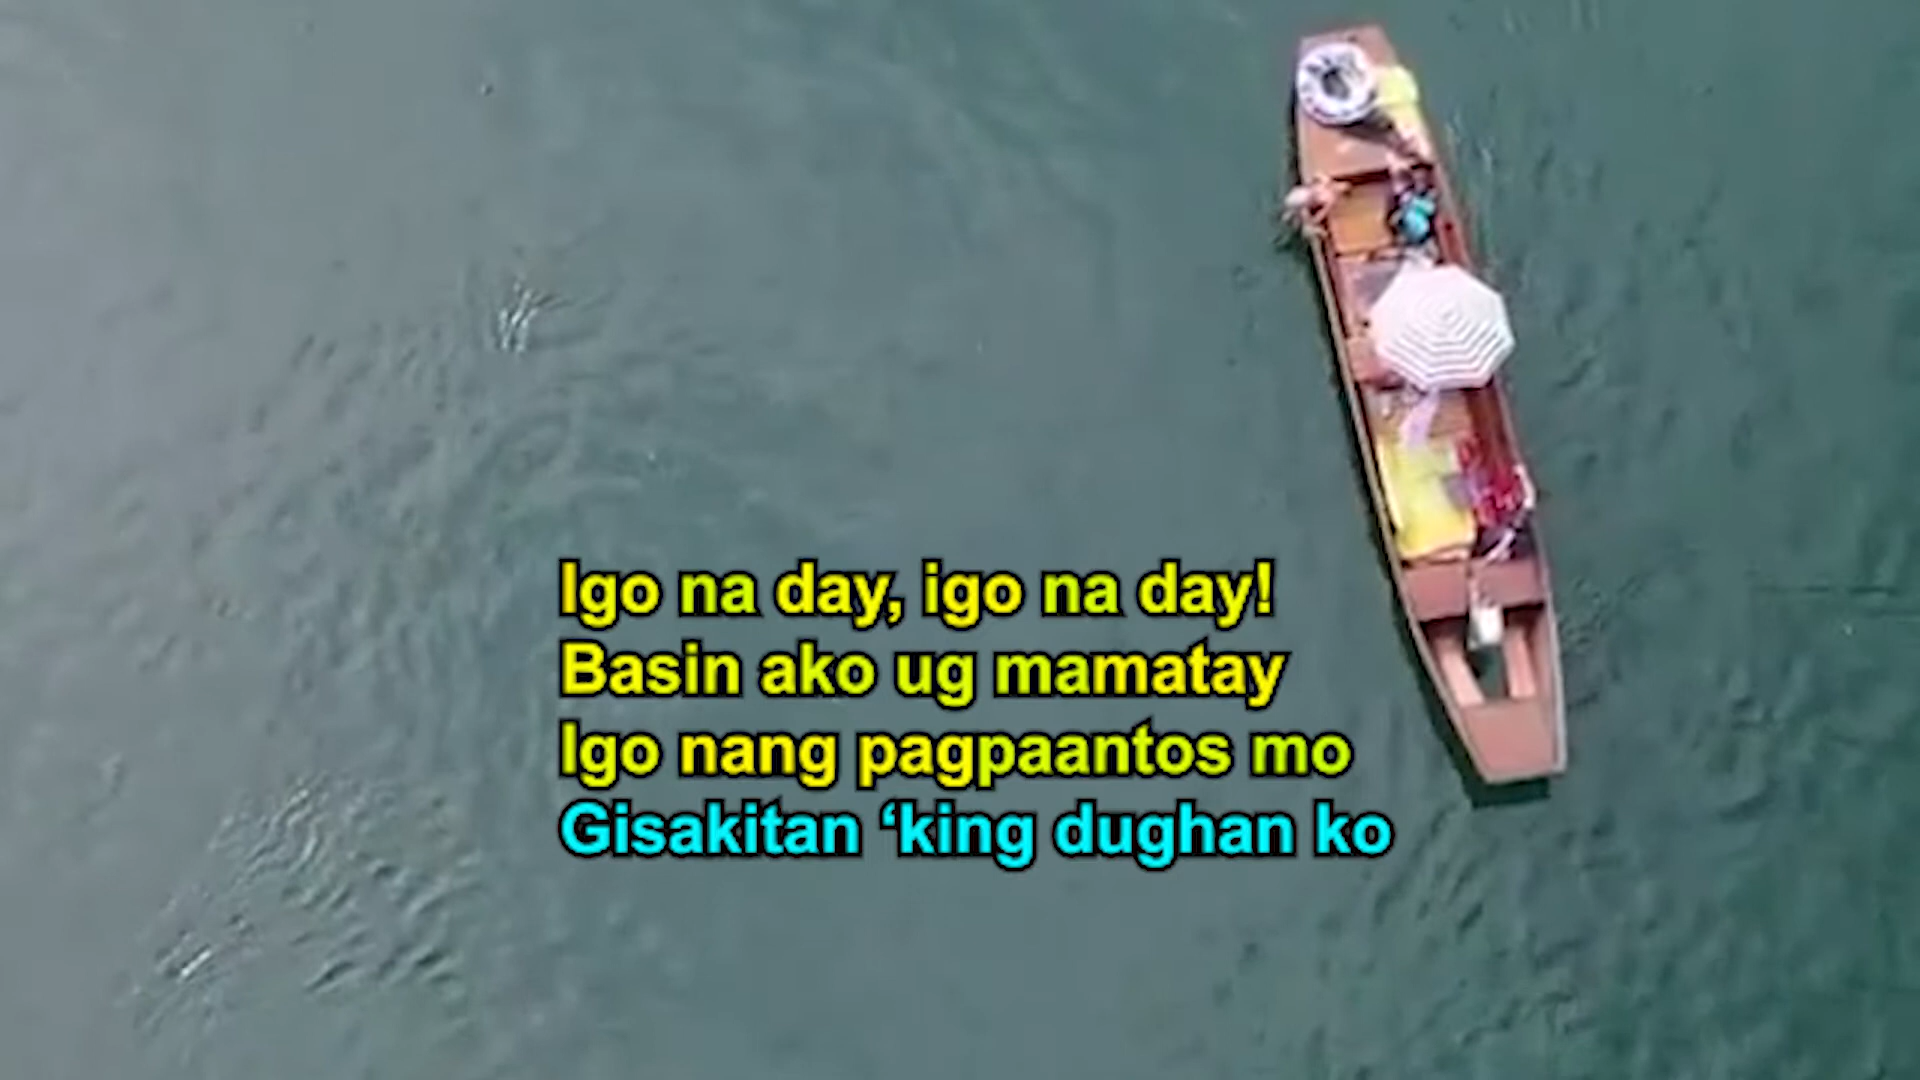 Igo na day, igo na day!
Basin ako ug mamatay
Igo nang pagpaantos mo
Gisakitan ‘king dughan ko